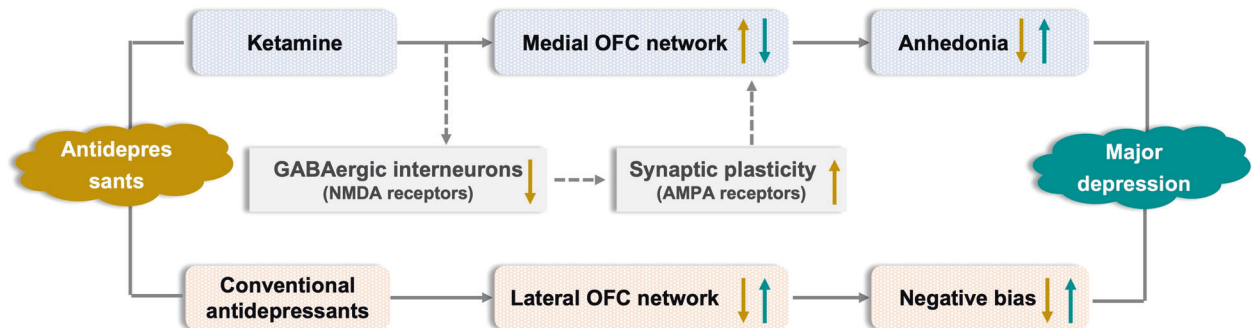 Ketamine
Medial OFC network
Anhedonia
Antidepres
sants
GABAergic interneurons
(NMDA receptors)
Synaptic plasticity
(AMPA receptors)
Major
depression
Conventional
antidepressants
Lateral OFC network
Negative bias